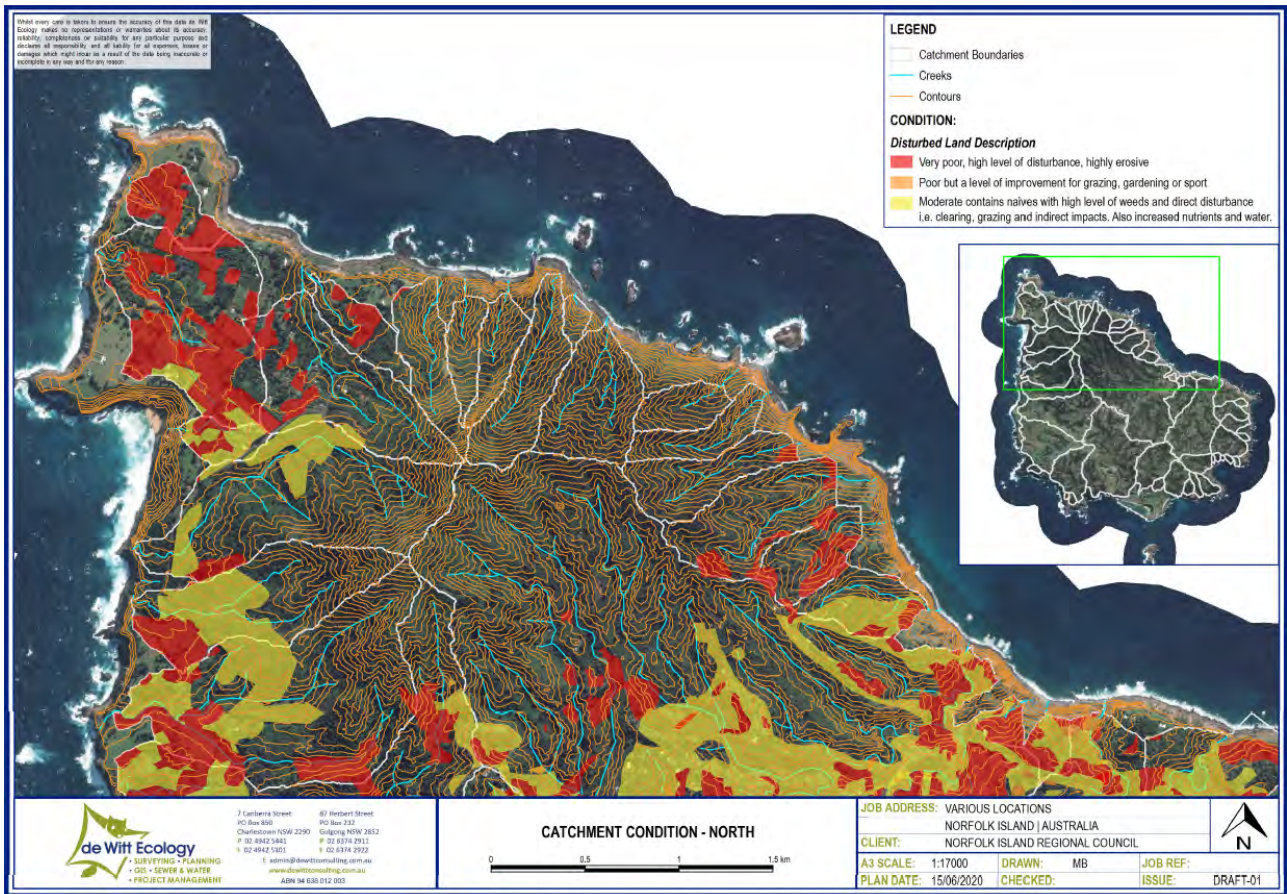 Whilst every care is taken to ensure the accuracy of this data de Witt
Ecology makes no representations or warranties about its accuracy,
reliability, completeness or suitability for any particular purpose and
disclaims all responsibility and all liability for all expenses, losses or
damages which might incur as a result of the data being inaccurate or
incomplete in any way and for any reason.
LEGEND
Catchment Boundaries
Creeks
Contours
CONDITION:
Disturbed Land Description
Very poor, high level of disturbance, highly erosive
Poor but a level of improvement for grazing, gardening or sport
Moderate contains naives with high level of weeds and direct disturbance
i.e. clearing, grazing and indirect impacts. Also increased nutrients and water.
de Witt Ecology
• SURVEYING • PLANNING
• GIS • SEWER & WATER
• PROJECT MANAGEMENT
7 Canberra Street
PO Box 850
Charlestown NSW 2290
P 02 4942 5441
F 02 4942 5301
87 Herbert Street
PO Box 232
Gulgong NSW 2852
P 02 6374 2911
F 02 6374 2922
E admin@dewittconsulting.com.au
www.dewittconsulting.com.au
ABN 94 636 012 003
CATCHMENT CONDITION - NORTH
0 0.5 1 1.5 km
JOB ADDRESS: VARIOUS LOCATIONS
NORFOLK ISLAND | AUSTRALIA
CLIENT: NORFOLK ISLAND REGIONAL COUNCIL
A3 SCALE: 1:17000 DRAWN: MB JOB REF:
PLAN DATE: 15/06/2020 CHECKED: ISSUE: DRAFT-01
N